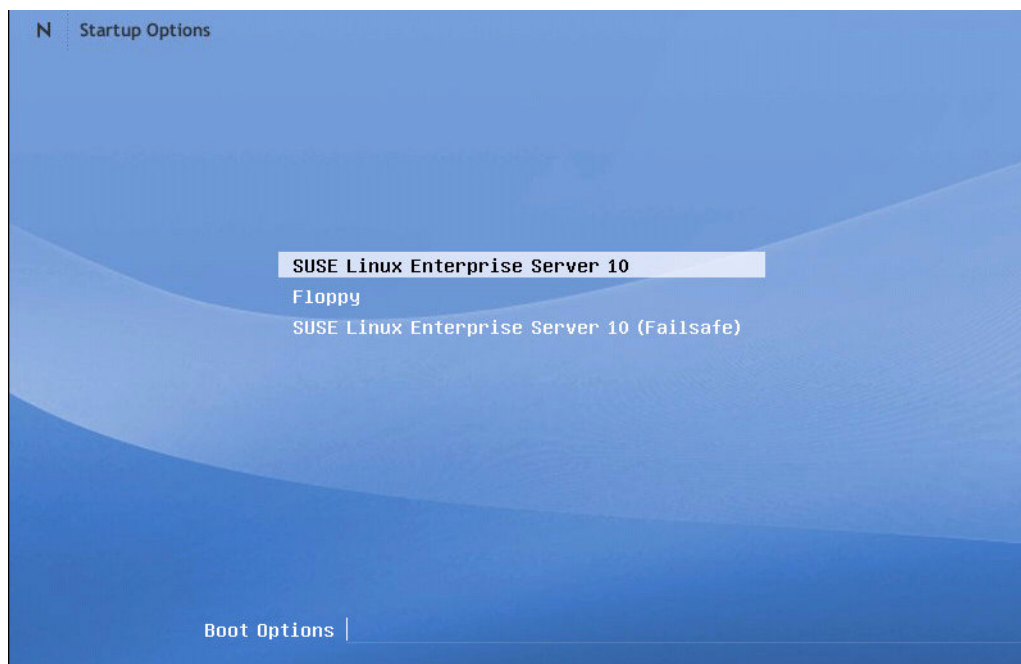 N Startup Options
SUSE Linux Enterprise Server 10
Floppy
SUSE Linux Enterprise Server 10 (Failsafe)
Boot Options